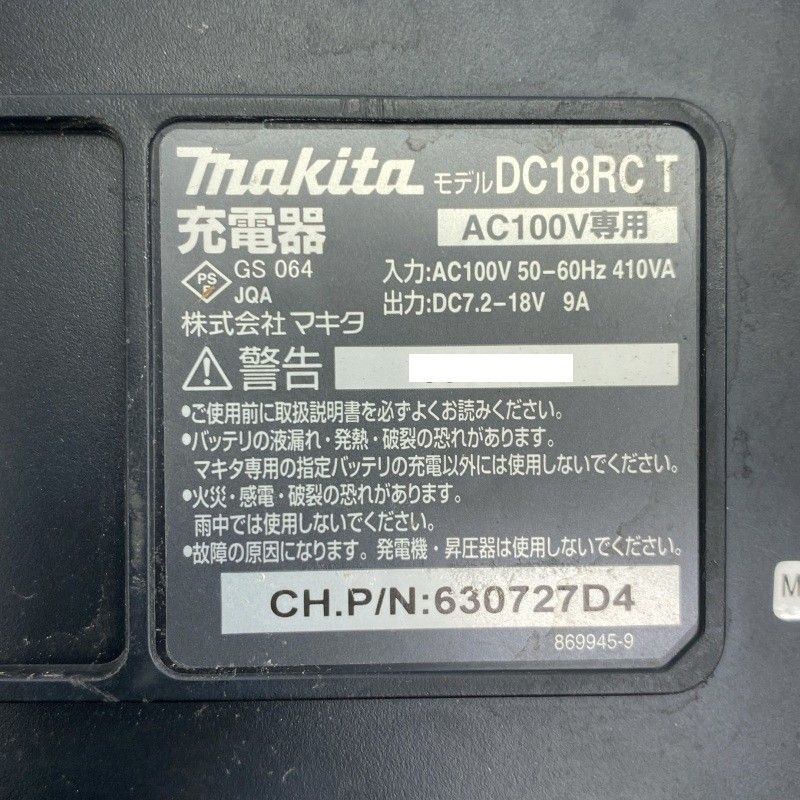 makita モデル DC18RC T
充電器 AC100V専用
PS E GS 064
JQA
入力:AC100V 50-60Hz 410VA
出力:DC7.2-18V 9A
株式会社 マキタ
警告
•ご使用前に取扱説明書を必ずよくお読みください。
•バッテリの液漏れ・発熱・破裂の恐れがあります。
マキタ専用の指定バッテリの充電以外には使用しないでください。
•火災・感電・破裂の恐れがあります。
雨中では使用しないでください。
•故障の原因になります。発電機・昇圧器は使用しないでください。
CH.P/N:630727D4
869945-9
M